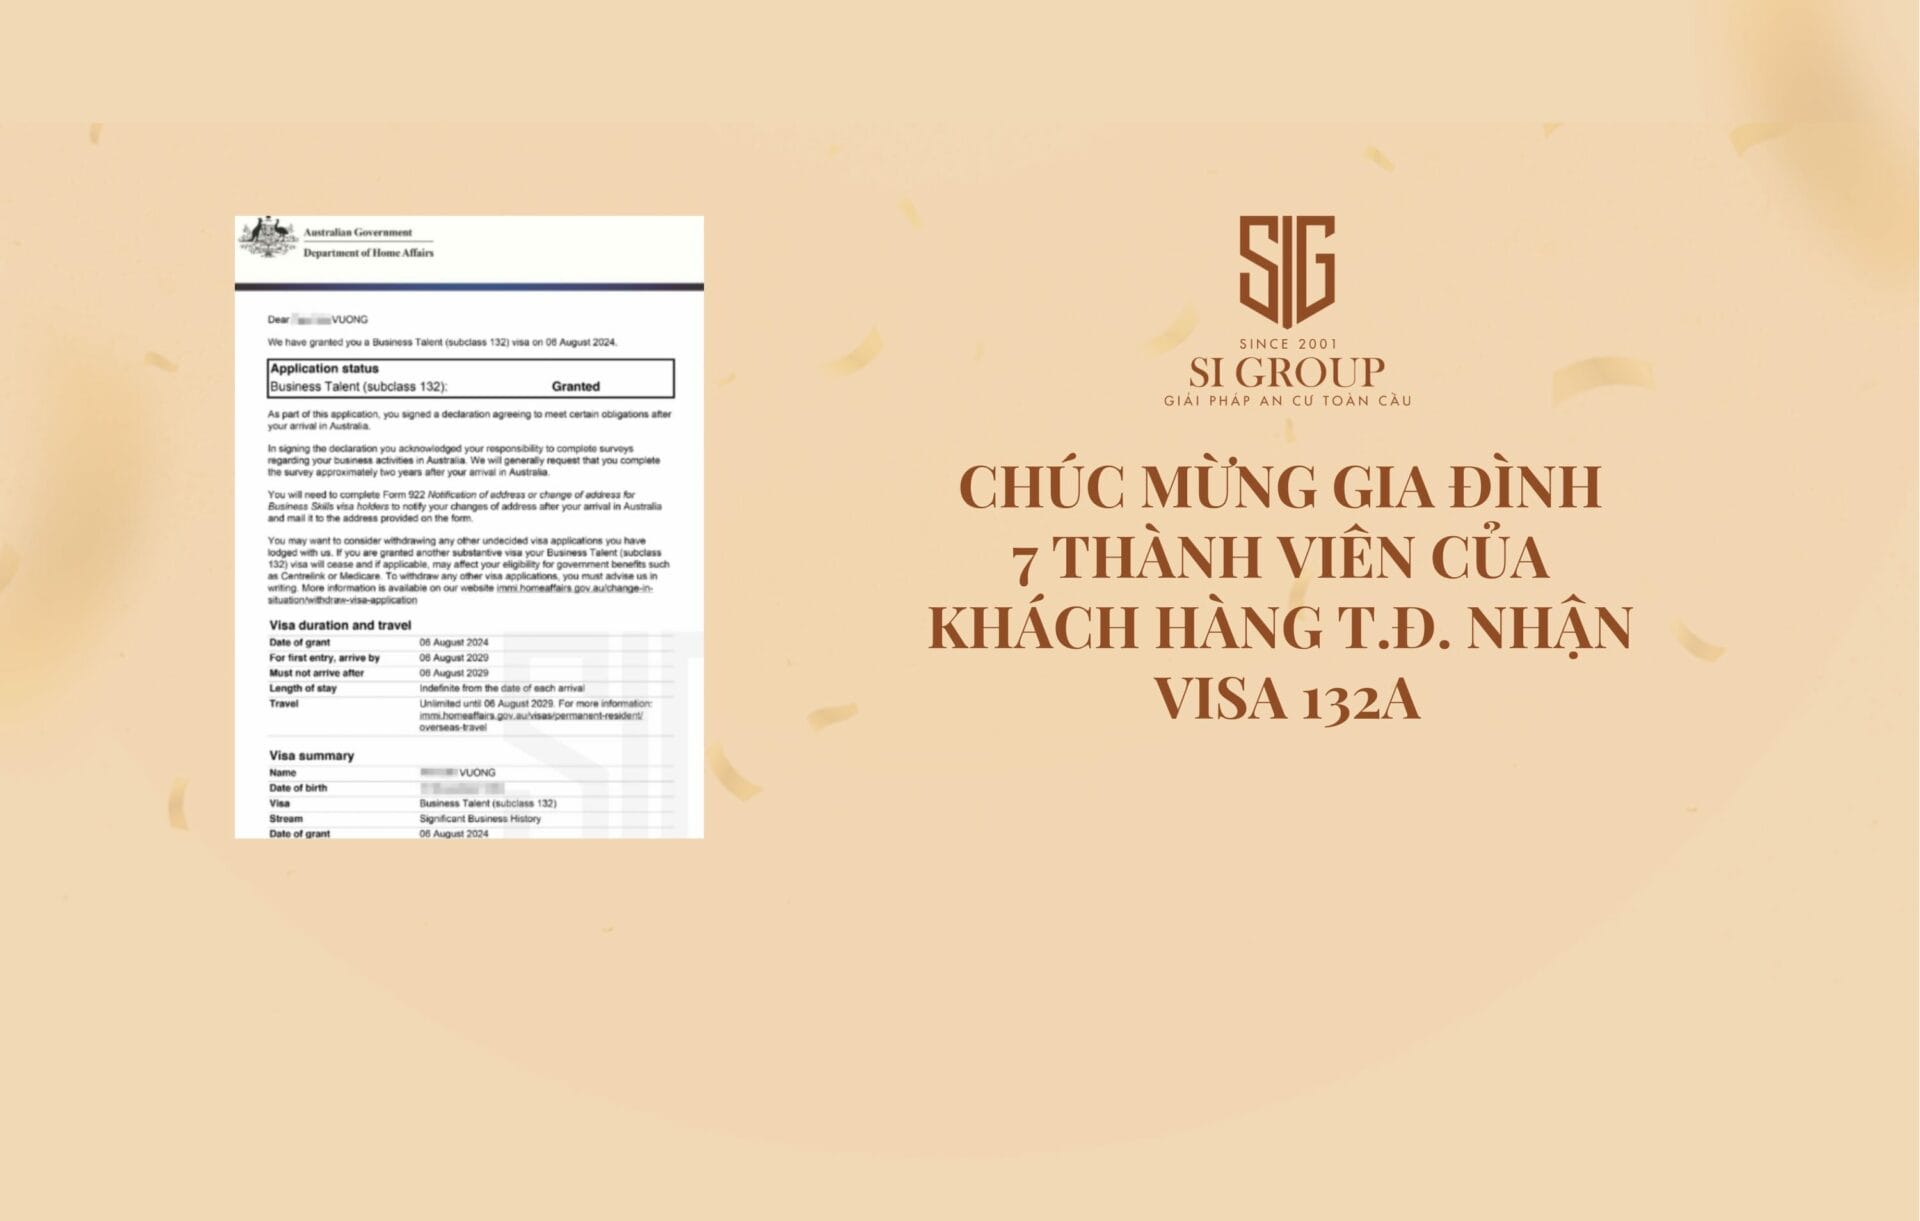 Australian Government
Department of Home Affairs
Dear VUONG
We have granted you a Business Talent (subclass 132) visa on 06 August 2024.
Application status
Business Talent (subclass 132): Granted
As part of this application, you signed a declaration agreeing to meet certain obligations after
your arrival in Australia.
In signing the declaration you acknowledged your responsibility to complete surveys
regarding your business activities in Australia. We will generally request that you complete
the survey approximately two years after your arrival in Australia.
You will need to complete Form 922 Notification of address or change of address for
Business Skills visa holders to notify your changes of address after your arrival in Australia
and mail it to the address provided on the form.
You may want to consider withdrawing any other undecided visa applications you have
lodged with us. If you are granted another substantive visa your Business Talent (subclass
132) visa will cease and if applicable, may affect your eligibility for government benefits such
as Centrelink or Medicare. To withdraw any other visa applications, you must advise us in
writing. More information is available on our website immi.homeaffairs.gov.au/change-in-
situation/withdraw-visa-application
Visa duration and travel
Date of grant 06 August 2024
For first entry, arrive by 06 August 2029
Must not arrive after 06 August 2029
Length of stay Indefinite from the date of each arrival
Travel Unlimited until 06 August 2029. For more information:
immi.homeaffairs.gov.au/visas/permanent-resident/
overseas-travel
Visa summary
Name VUONG
Date of birth
Visa Business Talent (subclass 132)
Stream Significant Business History
Date of grant 06 August 2024
SIG
SINCE 2001
SI GROUP
GIẢI PHÁP AN CƯ TOÀN CẦU
CHÚC MỪNG GIA ĐÌNH
7 THÀNH VIÊN CỦA
KHÁCH HÀNG T.Đ. NHẬN
VISA 132A